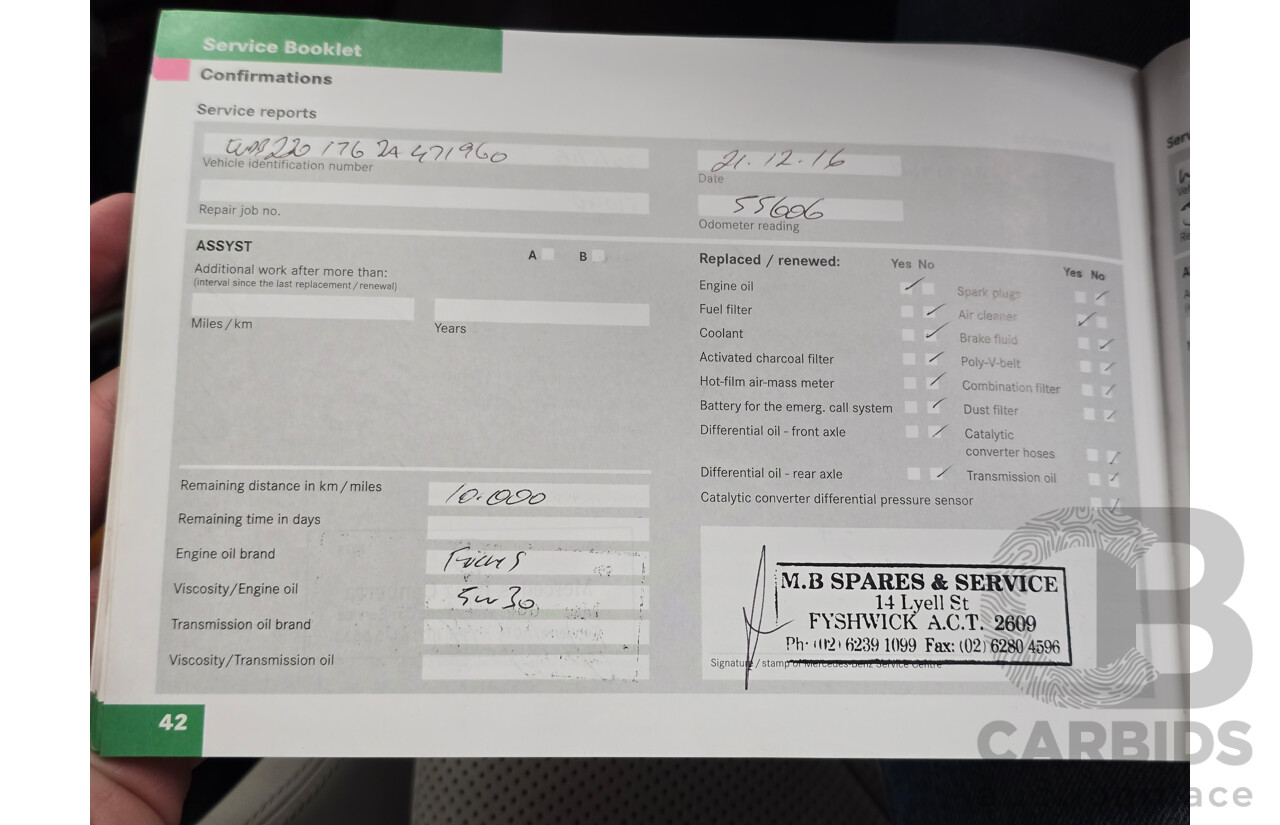 Service Booklet
Confirmations
Service reports
WDB220 176 2A 471960
Vehicle identification number
21.12.16
Date
Repair job no.
55606
Odometer reading
ASSYST
A B
Additional work after more than:
(interval since the last replacement / renewal)
Miles / km
Years
Replaced / renewed:
Yes No
Yes No
Engine oil
Spark plugs
Fuel filter
Air cleaner
Coolant
Brake fluid
Activated charcoal filter
Poly-V-belt
Hot-film air-mass meter
Combination filter
Battery for the emerg. call system
Dust filter
Differential oil - front axle
Catalytic
converter hoses
Differential oil - rear axle
Transmission oil
Catalytic converter differential pressure sensor
Remaining distance in km / miles
10.000
Remaining time in days
Engine oil brand
Fuchs
Viscosity/Engine oil
5w30
Transmission oil brand
Viscosity/Transmission oil
M.B SPARES & SERVICE
14 Lyell St
FYSHWICK A.C.T. 2609
Ph: (02) 6239 1099 Fax: (02) 6280 4596
Signature / stamp of Mercedes-Benz Service Centre
42
CARBIDS